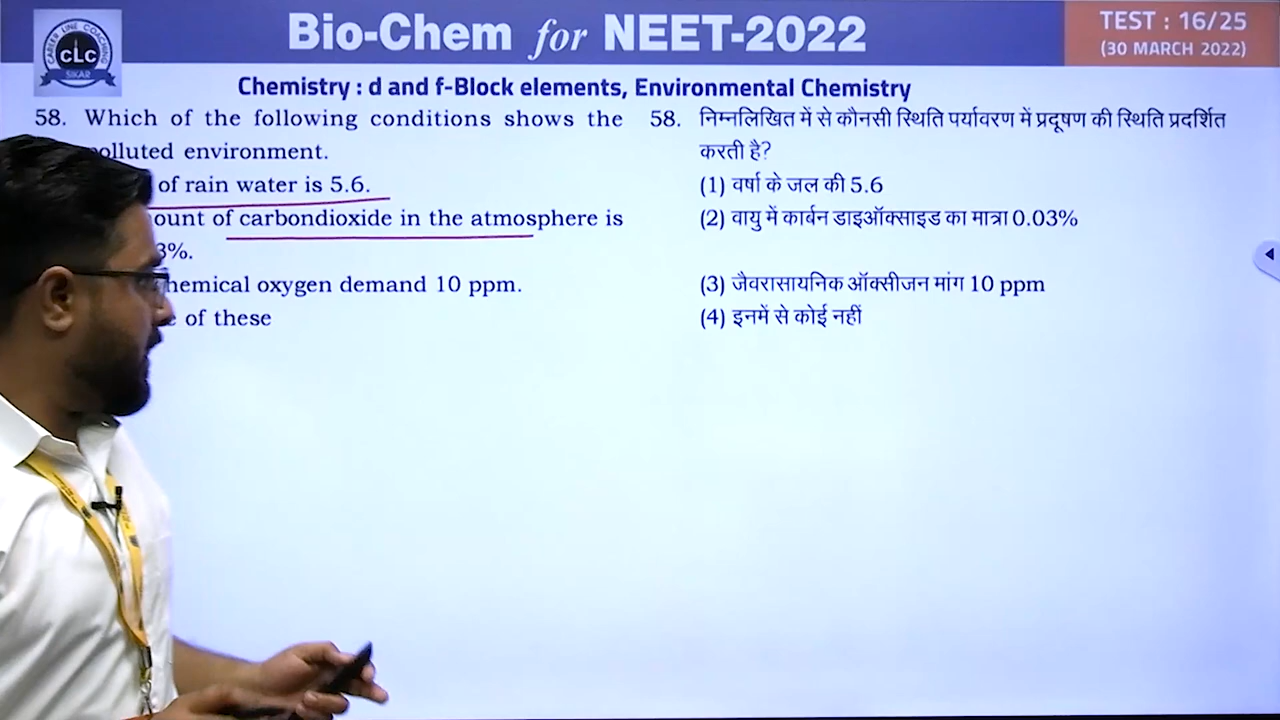 Bio-Chem for NEET-2022
TEST : 16/25
(30 MARCH 2022)
CAREER LINE COACHING
CLC
SIKAR
Chemistry : d and f-Block elements, Environmental Chemistry
58. Which of the following conditions shows the
polluted environment.
of rain water is 5.6.
ount of carbondioxide in the atmosphere is
3%.
hemical oxygen demand 10 ppm.
e of these
58. निम्नलिखित में से कौनसी स्थिति पर्यावरण में प्रदूषण की स्थिति प्रदर्शित
करती है?
(1) वर्षा के जल की 5.6
(2) वायु में कार्बन डाइऑक्साइड का मात्रा 0.03%
(3) जैवरासायनिक ऑक्सीजन मांग 10 ppm
(4) इनमें से कोई नहीं